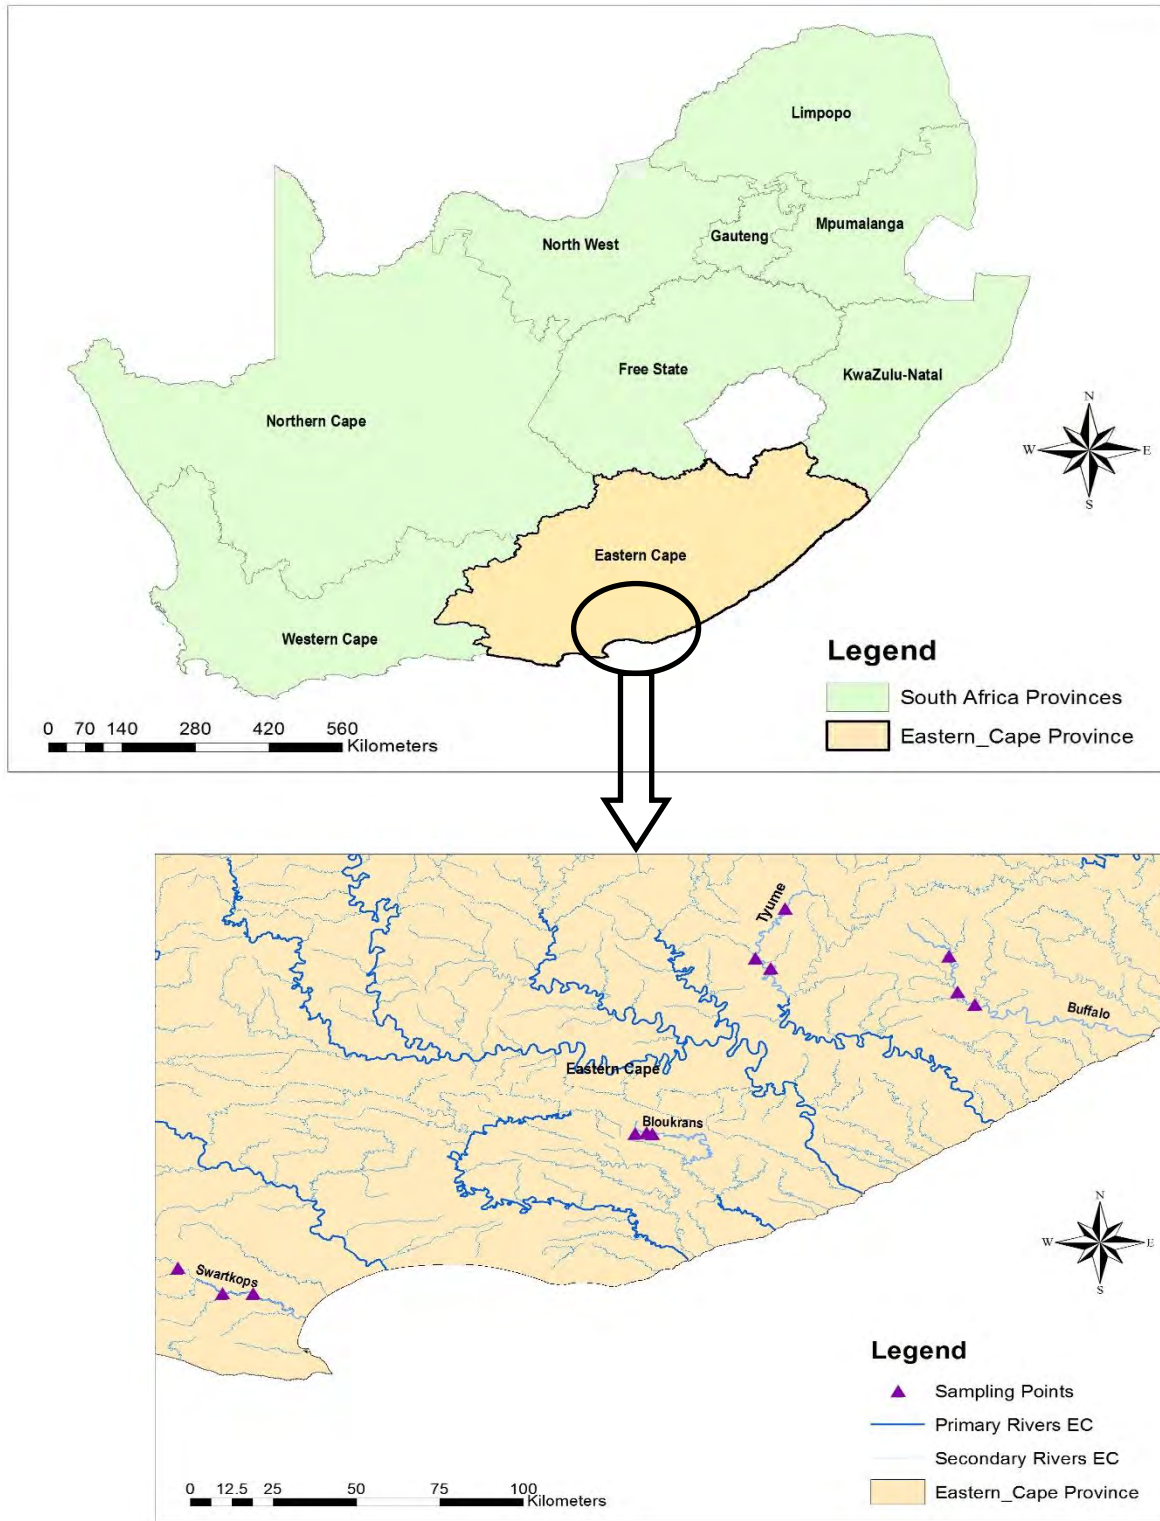 Limpopo
North West
Gauteng
Mpumalanga
Free State
KwaZulu-Natal
Northern Cape
N
W
E
S
Eastern Cape
Western Cape
Legend
South Africa Provinces
Eastern_Cape Province
0 70 140 280 420 560
Kilometers
Tyume
Buffalo
Eastern Cape
Bloukrans
Swartkops
N
W
E
S
Legend
Sampling Points
Primary Rivers EC
Secondary Rivers EC
Eastern_Cape Province
0 12.5 25 50 75 100
Kilometers